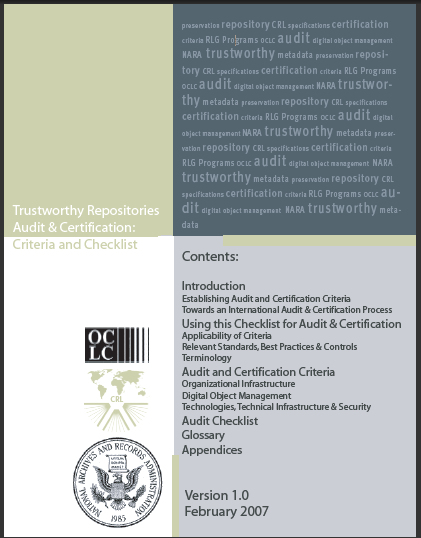 preservation repository CRL specifications certification
criteria RLG Programs OCLC audit digital object management
NARA trustworthy metadata preservation reposi-
tory CRL specifications certification criteria RLG Programs
OCLC audit digital object management NARA trustwor-
thy metadata preservation repository CRL specifications
certification criteria RLG Programs OCLC audit digital
object management NARA trustworthy metadata preser-
vation repository CRL specifications certification criteria
RLG Programs OCLC audit digital object management NARA
trustworthy metadata preservation repository CRL
specifications certification criteria RLG Programs OCLC au-
dit digital object management NARA trustworthy meta-
data
Trustworthy Repositories
Audit & Certification:
Criteria and Checklist
Contents:
Introduction
Establishing Audit and Certification Criteria
Towards an International Audit & Certification Process
Using this Checklist for Audit & Certification
Applicability of Criteria
Relevant Standards, Best Practices & Controls
Terminology
Audit and Certification Criteria
Organizational Infrastructure
Digital Object Management
Technologies, Technical Infrastructure & Security
Audit Checklist
Glossary
Appendices
OC
LC
CRL
NATIONAL ARCHIVES AND RECORDS ADMINISTRATION
1985
Version 1.0
February 2007